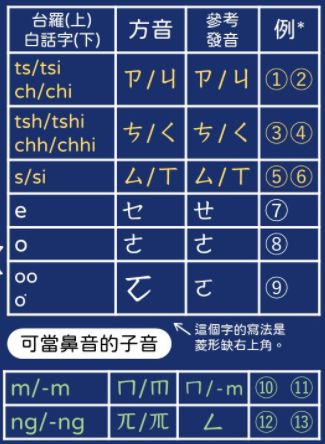 台羅(上)
白話字(下) 方音 參考發音 例*
ts/tsi
ch/chi ㄗ/ㄐ ㄗ/ㄐ ①②
tsh/tshi
chh/chhi ㄘ/ㄑ ㄘ/ㄑ ③④
s/si ㄙ/ㄒ ㄙ/ㄒ ⑤⑥
e セ せ ⑦
o ㄜ ㄜ ⑧
oo
o͘ ㆦ ㄛ ⑨
可當鼻音的子音
這個字的寫法是
菱形缺右上角。
m/-m ㄇ/ㆬ ㄇ/-m ⑩ ⑪
ng/-ng ㄫ/ㆭ ㄥ ⑫ ⑬